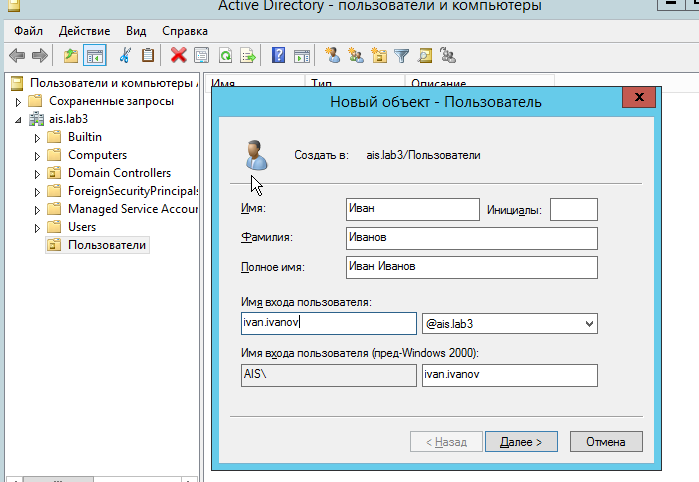 Active Directory - пользователи и компьютеры
Файл Действие Вид Справка
Пользователи и компьютеры
Сохраненные запросы
ais.lab3
Builtin
Computers
Domain Controllers
ForeignSecurityPrincipals
Managed Service Accour
Users
Пользователи
Имя Тип Описание
Новый объект - Пользователь
x
Создать в: ais.lab3/Пользователи
Имя: Иван Инициалы:
Фамилия: Иванов
Полное имя: Иван Иванов
Имя входа пользователя:
ivan.ivanov @ais.lab3
Имя входа пользователя (пред-Windows 2000):
AIS\ ivan.ivanov
< Назад Далее > Отмена